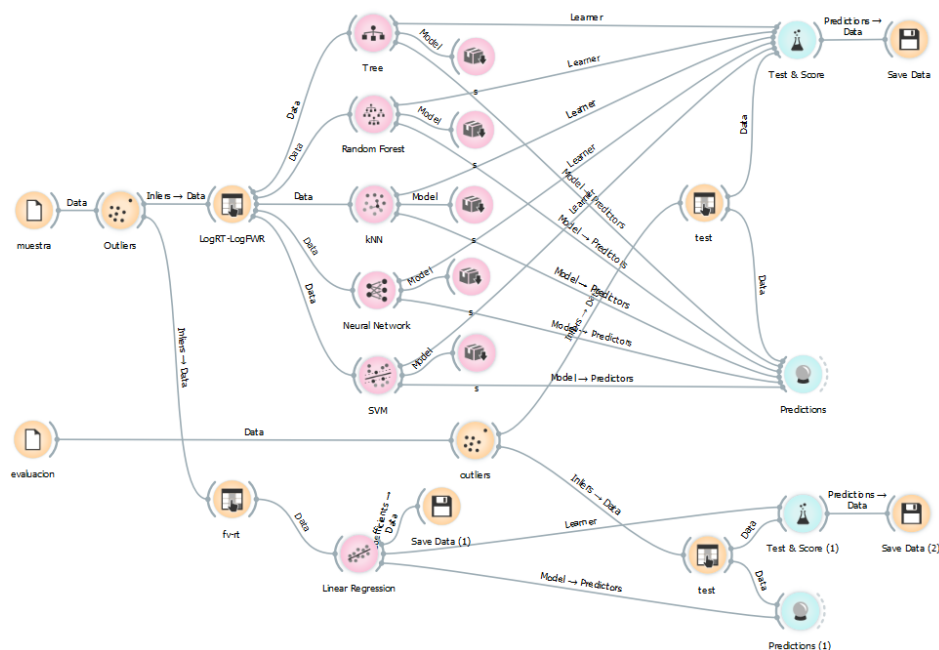 Learner
Predictions → Data
Model
Tree
s
Test & Score
Save Data
Data
Learner
Model
Random Forest
s
Data
Learner
Data
Data
Inliers → Data
Data
Model
Learner
Model → Predictors
muestra
Outliers
LogRT-LogFWR
kNN
s
test
Data
Model
Model → Predictors
Neural Network
s
Model → Predictors
Data
Data
Inliers → Data
Model → Predictors
Model
SVM
s
Model → Predictors
Predictions
Data
evaluacion
outliers
Inliers → Data
Inliers → Data
Predictions → Data
Data
fv-rt
Save Data (1)
Learner
Data
Test & Score (1)
Save Data (2)
Linear Regression
Model → Predictors
test
Data
Predictions (1)